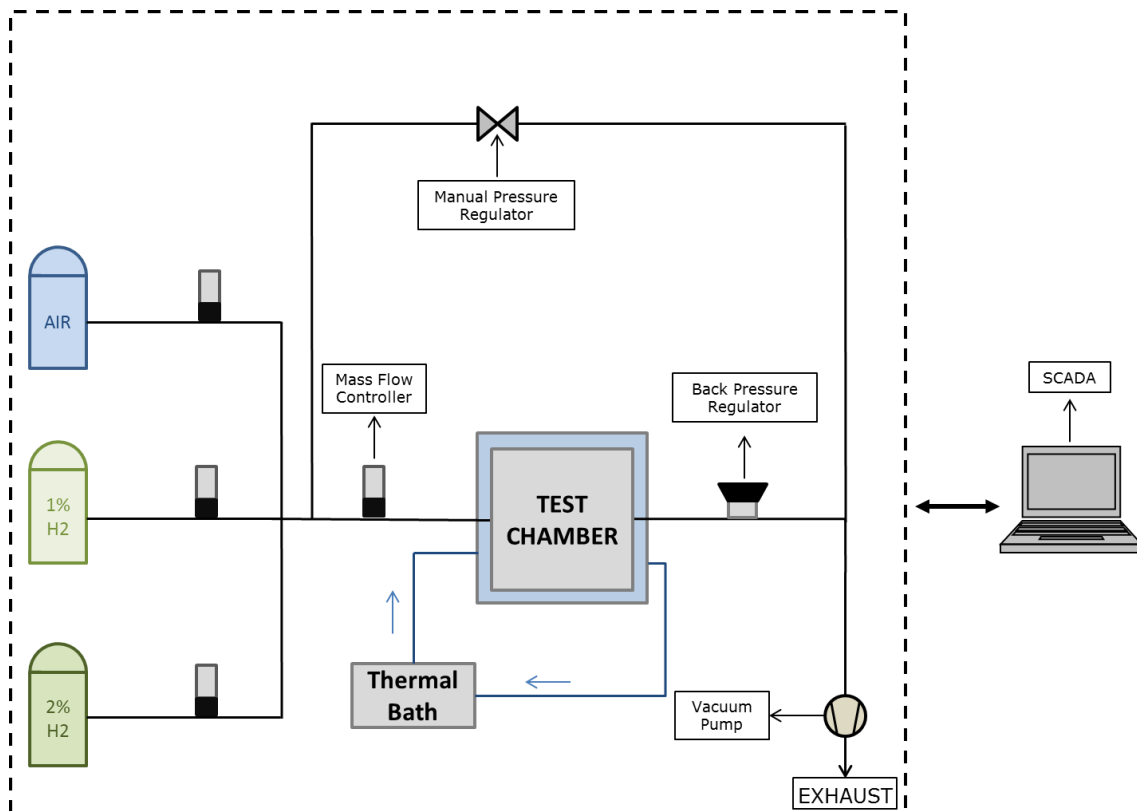 Manual Pressure
Regulator
AIR
Mass Flow
Controller
Back Pressure
Regulator
SCADA
1%
H2
TEST
CHAMBER
2%
H2
Thermal
Bath
Vacuum
Pump
EXHAUST